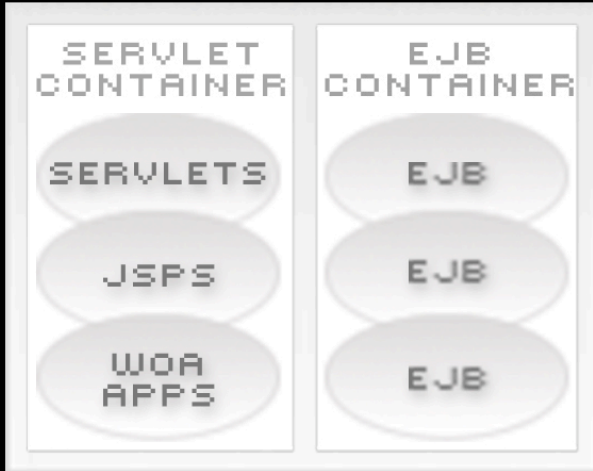 SERVLET
CONTAINER
SERVLETS
JSPS
WOA
APPS
EJB
CONTAINER
EJB
EJB
EJB